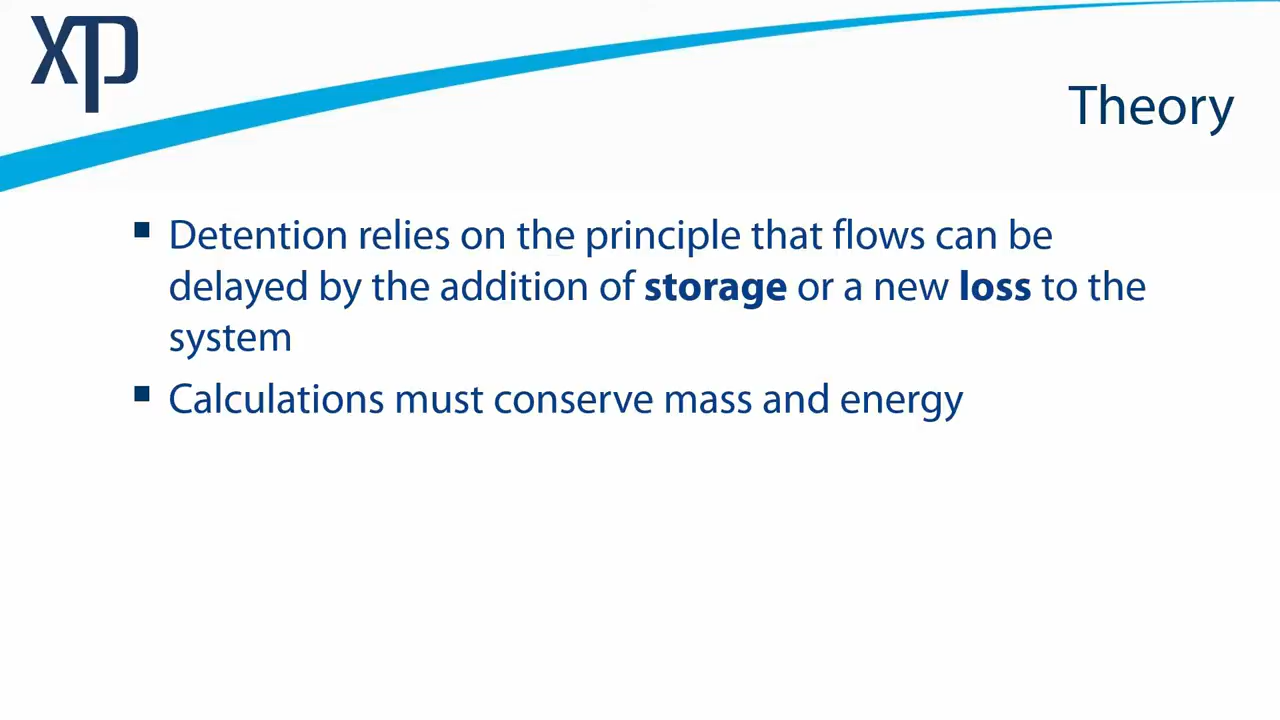 xp
Theory
Detention relies on the principle that flows can be
delayed by the addition of storage or a new loss to the
system
Calculations must conserve mass and energy